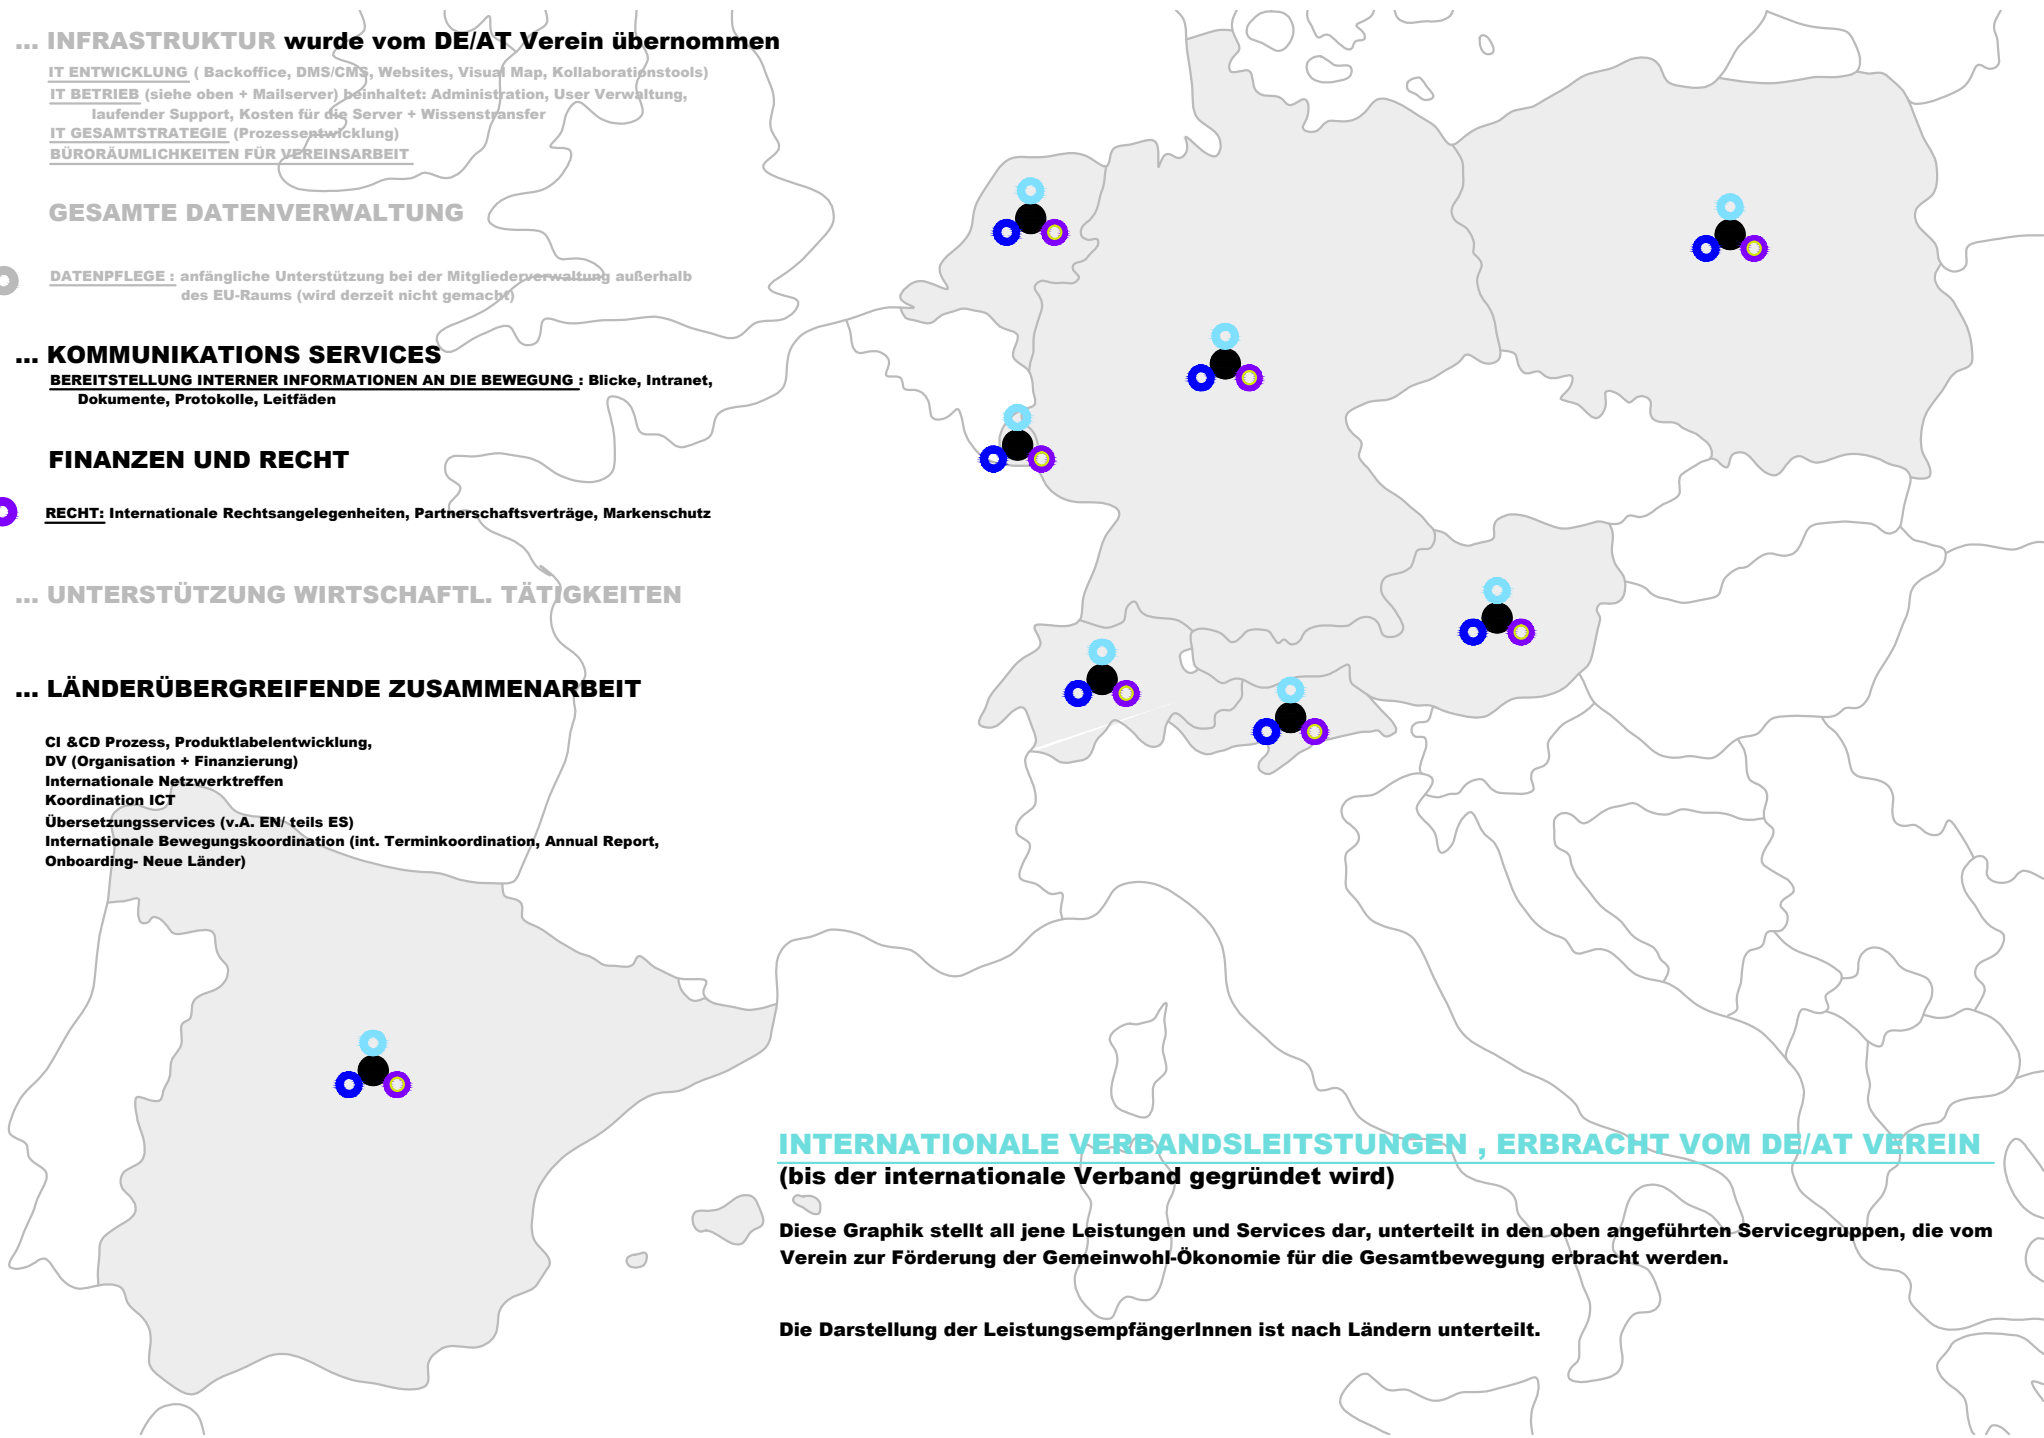 ... INFRASTRUKTUR wurde vom DE/AT Verein übernommen
IT ENTWICKLUNG ( Backoffice, DMS/CMS, Websites, Visual Map, Kollaborationstools)
IT BETRIEB (siehe oben + Mailserver) beinhaltet: Administration, User Verwaltung,
laufender Support, Kosten für die Server + Wissenstransfer
IT GESAMTSTRATEGIE (Prozessentwicklung)
BÜRORÄUMLICHKEITEN FÜR VEREINSARBEIT
GESAMTE DATENVERWALTUNG
DATENPFLEGE : anfängliche Unterstützung bei der Mitgliederverwaltung außerhalb
des EU-Raums (wird derzeit nicht gemacht)
... KOMMUNIKATIONS SERVICES
BEREITSTELLUNG INTERNER INFORMATIONEN AN DIE BEWEGUNG : Blicke, Intranet,
Dokumente, Protokolle, Leitfäden
FINANZEN UND RECHT
RECHT: Internationale Rechtsangelegenheiten, Partnerschaftsverträge, Markenschutz
... UNTERSTÜTZUNG WIRTSCHAFTL. TÄTIGKEITEN
... LÄNDERÜBERGREIFENDE ZUSAMMENARBEIT
CI &CD Prozess, Produktlabelentwicklung,
DV (Organisation + Finanzierung)
Internationale Netzwerktreffen
Koordination ICT
Übersetzungsservices (v.A. EN/ teils ES)
Internationale Bewegungskoordination (int. Terminkoordination, Annual Report,
Onboarding- Neue Länder)
INTERNATIONALE VERBANDSLEITSTUNGEN , ERBRACHT VOM DE/AT VEREIN
(bis der internationale Verband gegründet wird)
Diese Graphik stellt all jene Leistungen und Services dar, unterteilt in den oben angeführten Servicegruppen, die vom
Verein zur Förderung der Gemeinwohl-Ökonomie für die Gesamtbewegung erbracht werden.
Die Darstellung der LeistungsempfängerInnen ist nach Ländern unterteilt.